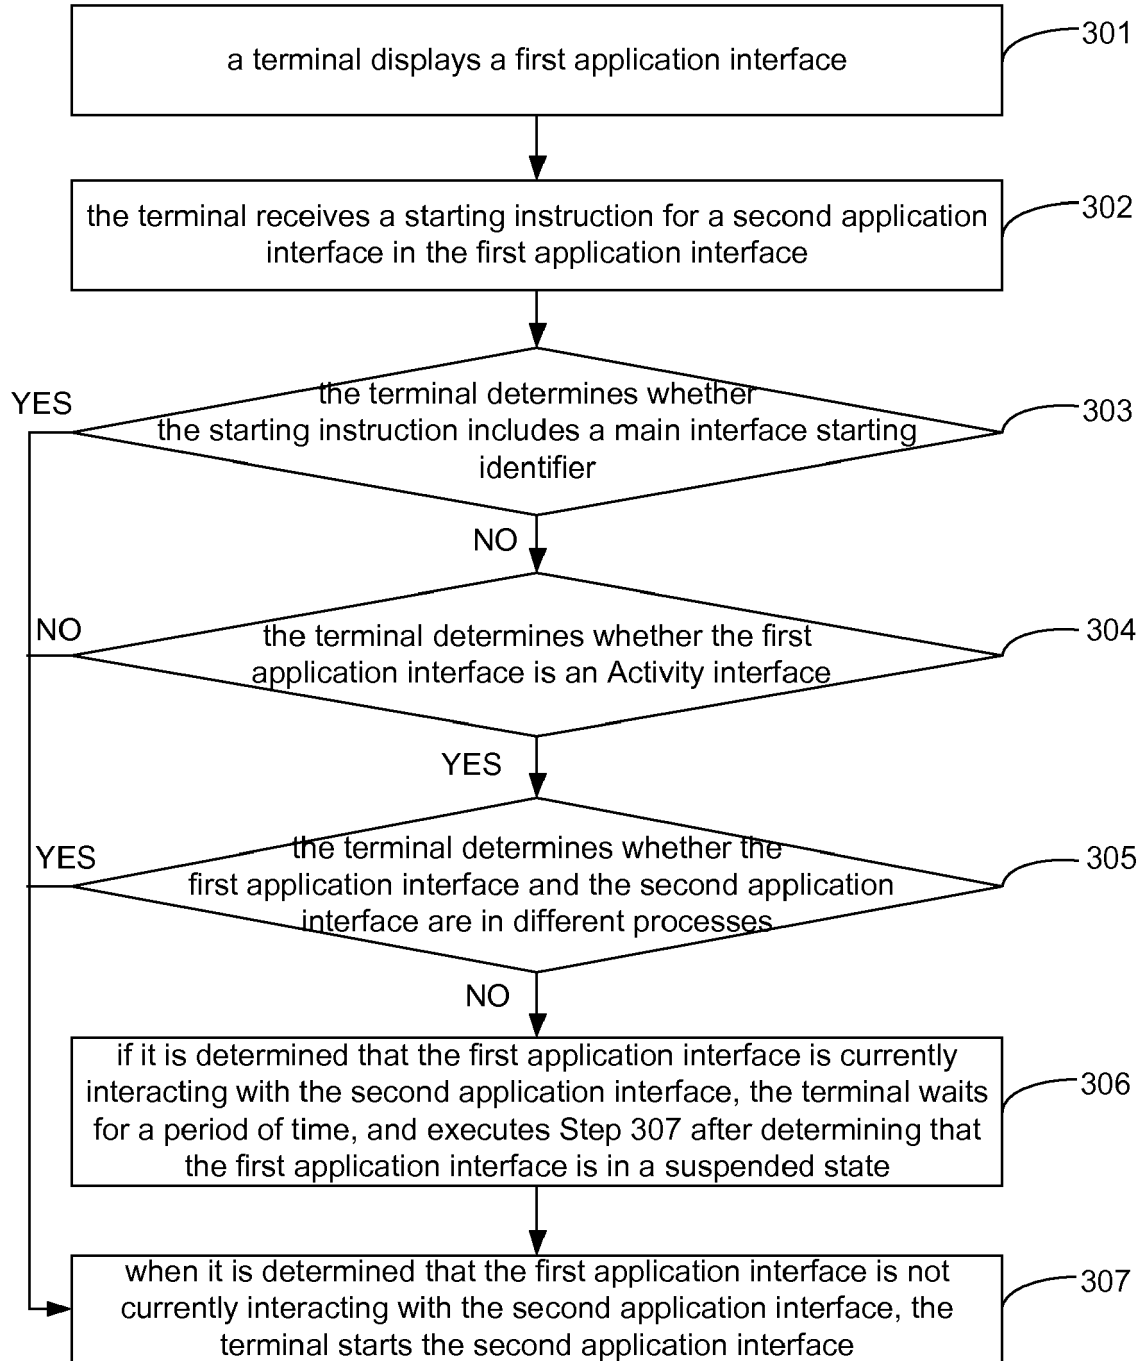 a terminal displays a first application interface
301
the terminal receives a starting instruction for a second application
interface in the first application interface
302
YES
the terminal determines whether
the starting instruction includes a main interface starting
identifier
303
NO
NO
the terminal determines whether the first
application interface is an Activity interface
304
YES
YES
the terminal determines whether the
first application interface and the second application
interface are in different processes
305
NO
if it is determined that the first application interface is currently
interacting with the second application interface, the terminal waits
for a period of time, and executes Step 307 after determining that
the first application interface is in a suspended state
306
when it is determined that the first application interface is not
currently interacting with the second application interface, the
terminal starts the second application interface
307